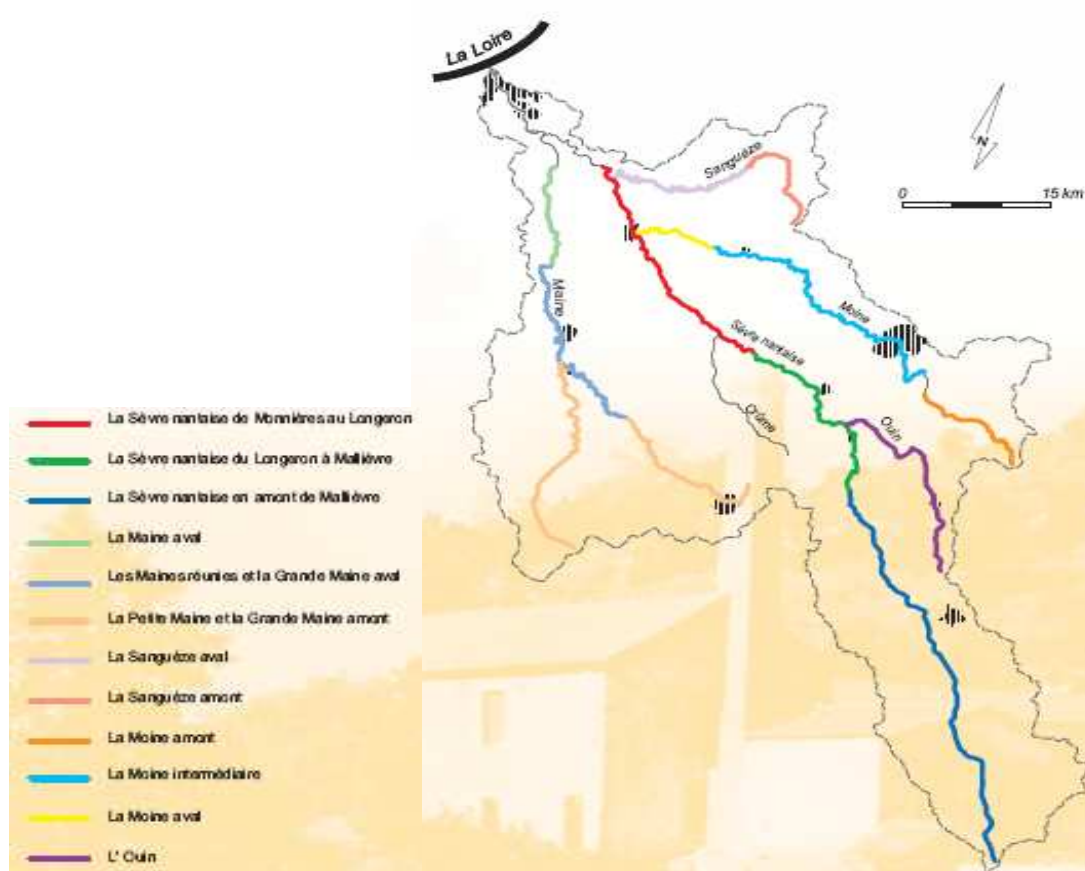 La Loire
Sanguèze
N
0 15 km
Maine
Moine
Sèvre nantaise
Crûme
Ouin
La Sèvre nantaise de Monnières au Longeron
La Sèvre nantaise du Longeron à Mallièvre
La Sèvre nantaise en amont de Mallièvre
La Maine aval
Les Maines réunies et la Grande Maine aval
La Petite Maine et la Grande Maine amont
La Sanguèze aval
La Sanguèze amont
La Moine amont
La Moine intermédiaire
La Moine aval
L' Ouin